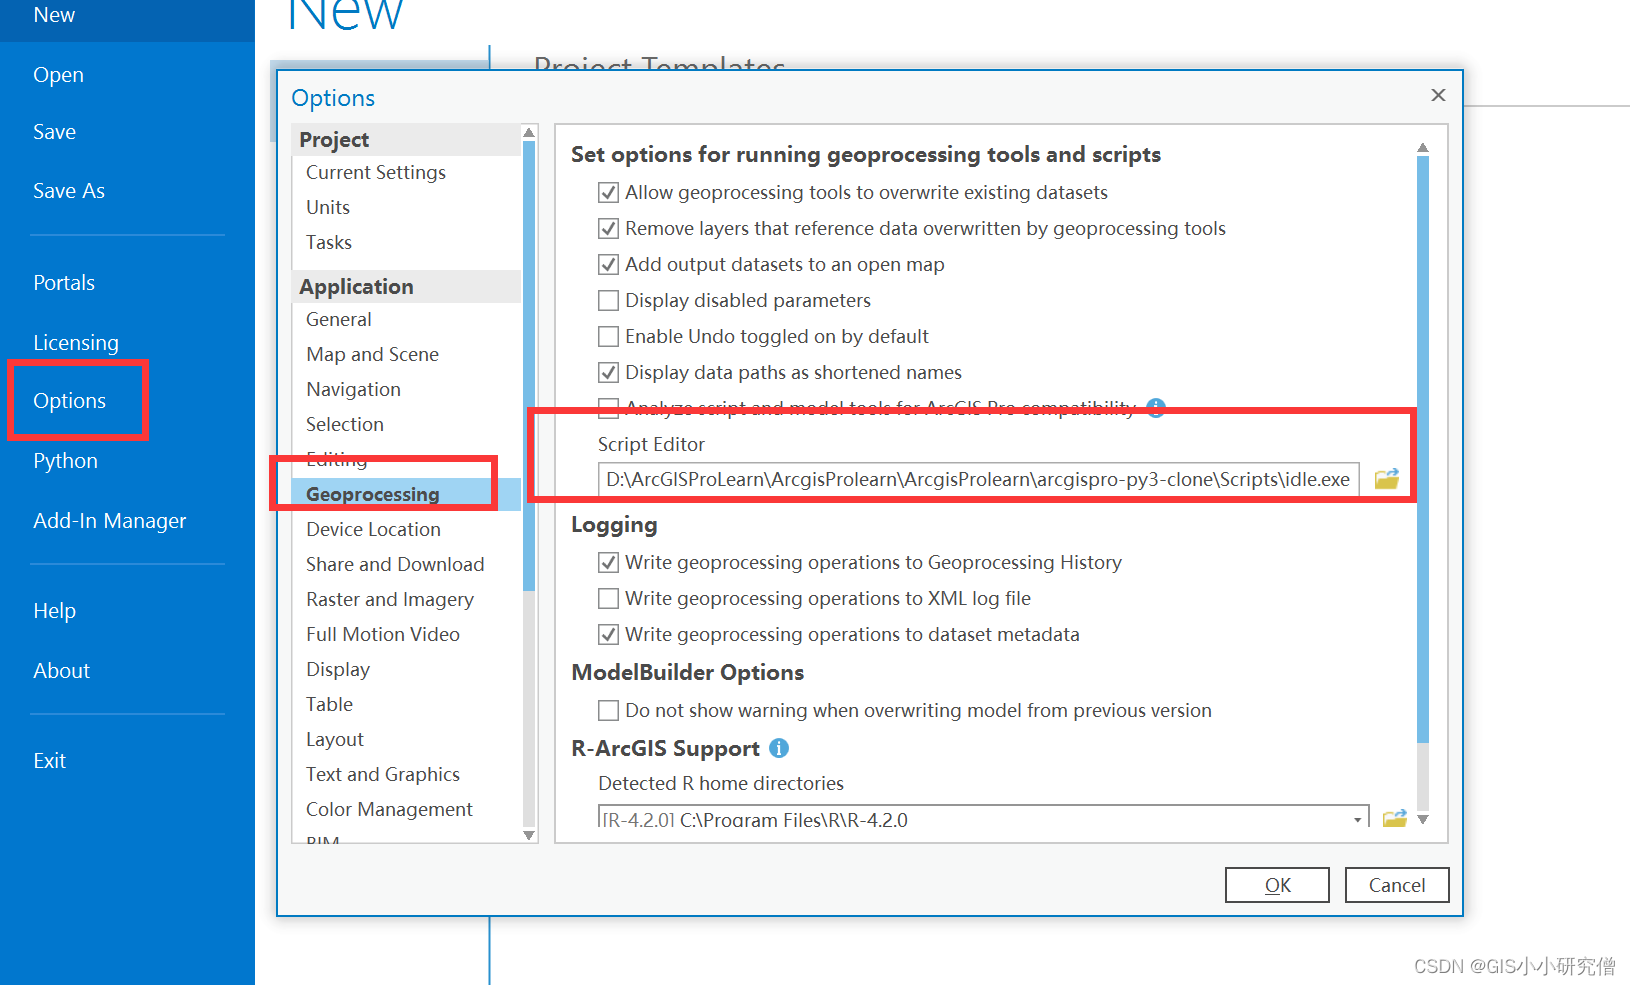 New
Open
Save
Save As
Portals
Licensing
Options
Python
Add-In Manager
Help
About
Exit
New
Project Templates
Options
Project
Current Settings
Units
Tasks
Application
General
Map and Scene
Navigation
Selection
Editing
Geoprocessing
Device Location
Share and Download
Raster and Imagery
Full Motion Video
Display
Table
Layout
Text and Graphics
Color Management
BIM
Set options for running geoprocessing tools and scripts
Allow geoprocessing tools to overwrite existing datasets
Remove layers that reference data overwritten by geoprocessing tools
Add output datasets to an open map
Display disabled parameters
Enable Undo toggled on by default
Display data paths as shortened names
Analyze script and model tools for ArcGIS Pro compatibility
Script Editor
D:\ArcGISProLearn\ArcgisProlearn\ArcgisProlearn\arcgispro-py3-clone\Scripts\idle.exe
Logging
Write geoprocessing operations to Geoprocessing History
Write geoprocessing operations to XML log file
Write geoprocessing operations to dataset metadata
ModelBuilder Options
Do not show warning when overwriting model from previous version
R-ArcGIS Support
Detected R home directories
[R-4.2.0] C:\Program Files\R\R-4.2.0
OK
Cancel
CSDN @GIS小小研究僧